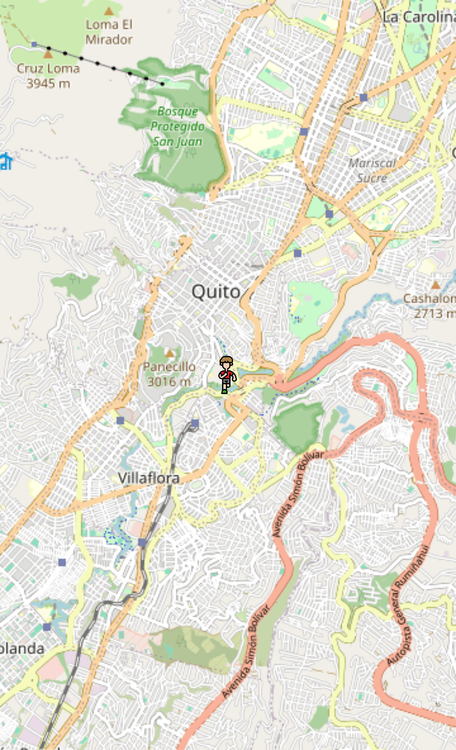 Loma El
Mirador
La Carolina
Cruz Loma
3945 m
Bosque
Protegido
San Juan
Mariscal
Sucre
Quito
Cashalom
2713 m
Panecillo
3016 m
Villaflora
Avenida Simón Bolívar
Autopista General Rumiñahui
Avenida Simón Bolívar
olanda